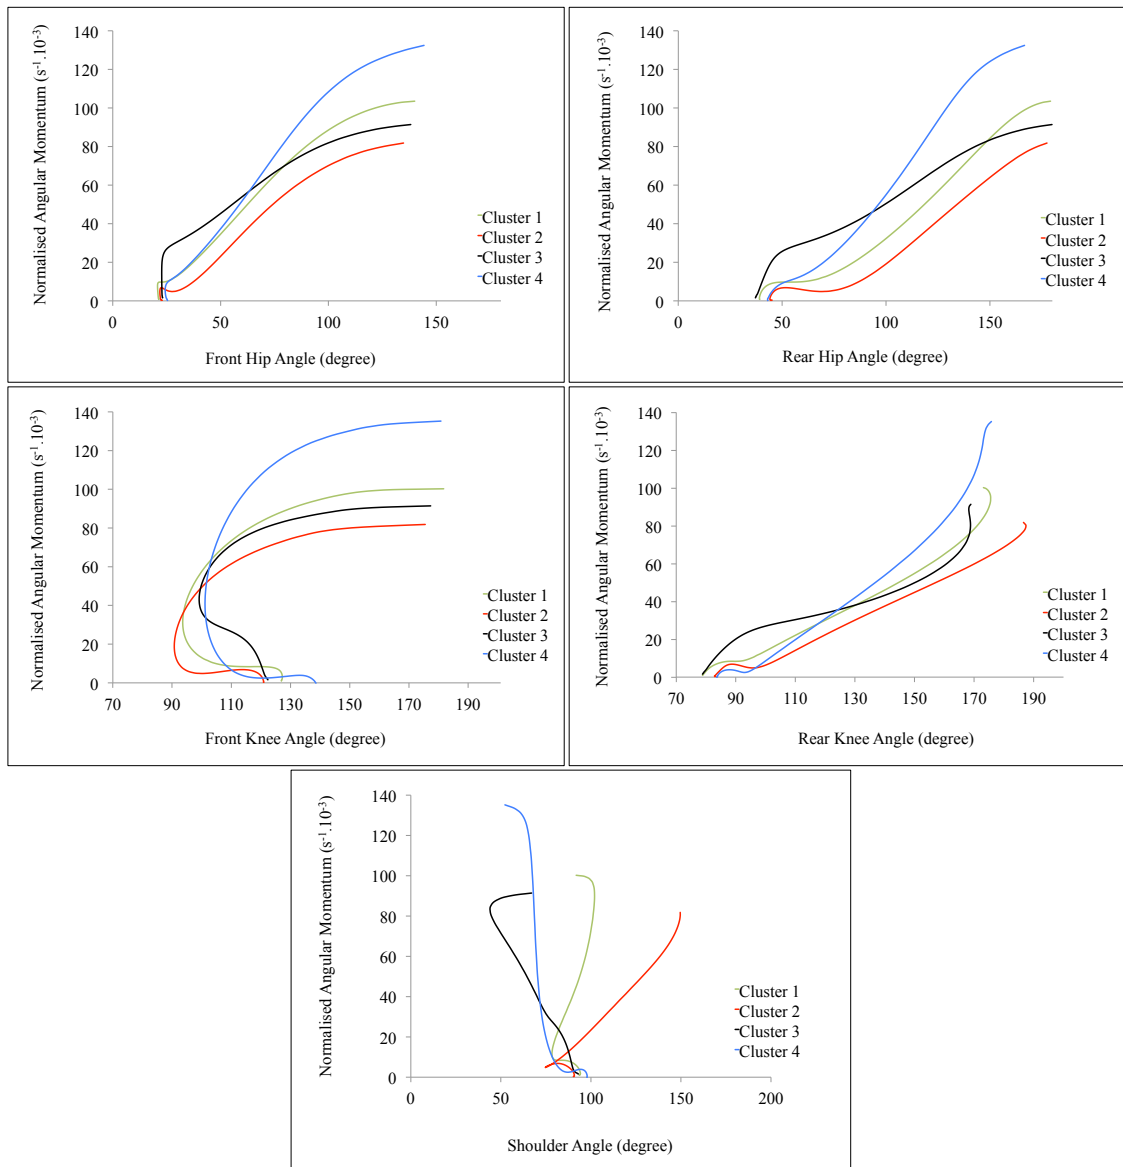 Normalised Angular Momentum (s⁻¹.10⁻³)
140
120
100
80
60
40
20
0
0 50 100 150
Front Hip Angle (degree)
Cluster 1
Cluster 2
Cluster 3
Cluster 4
Normalised Angular Momentum (s⁻¹.10⁻³)
140
120
100
80
60
40
20
0
0 50 100 150
Rear Hip Angle (degree)
Cluster 1
Cluster 2
Cluster 3
Cluster 4
Normalised Angular Momentum (s⁻¹.10⁻³)
140
120
100
80
60
40
20
0
70 90 110 130 150 170 190
Front Knee Angle (degree)
Cluster 1
Cluster 2
Cluster 3
Cluster 4
Normalised Angular Momentum (s⁻¹.10⁻³)
140
120
100
80
60
40
20
0
70 90 110 130 150 170 190
Rear Knee Angle (degree)
Cluster 1
Cluster 2
Cluster 3
Cluster 4
Normalised Angular Momentum (s⁻¹.10⁻³)
140
120
100
80
60
40
20
0
0 50 100 150 200
Shoulder Angle (degree)
Cluster 1
Cluster 2
Cluster 3
Cluster 4